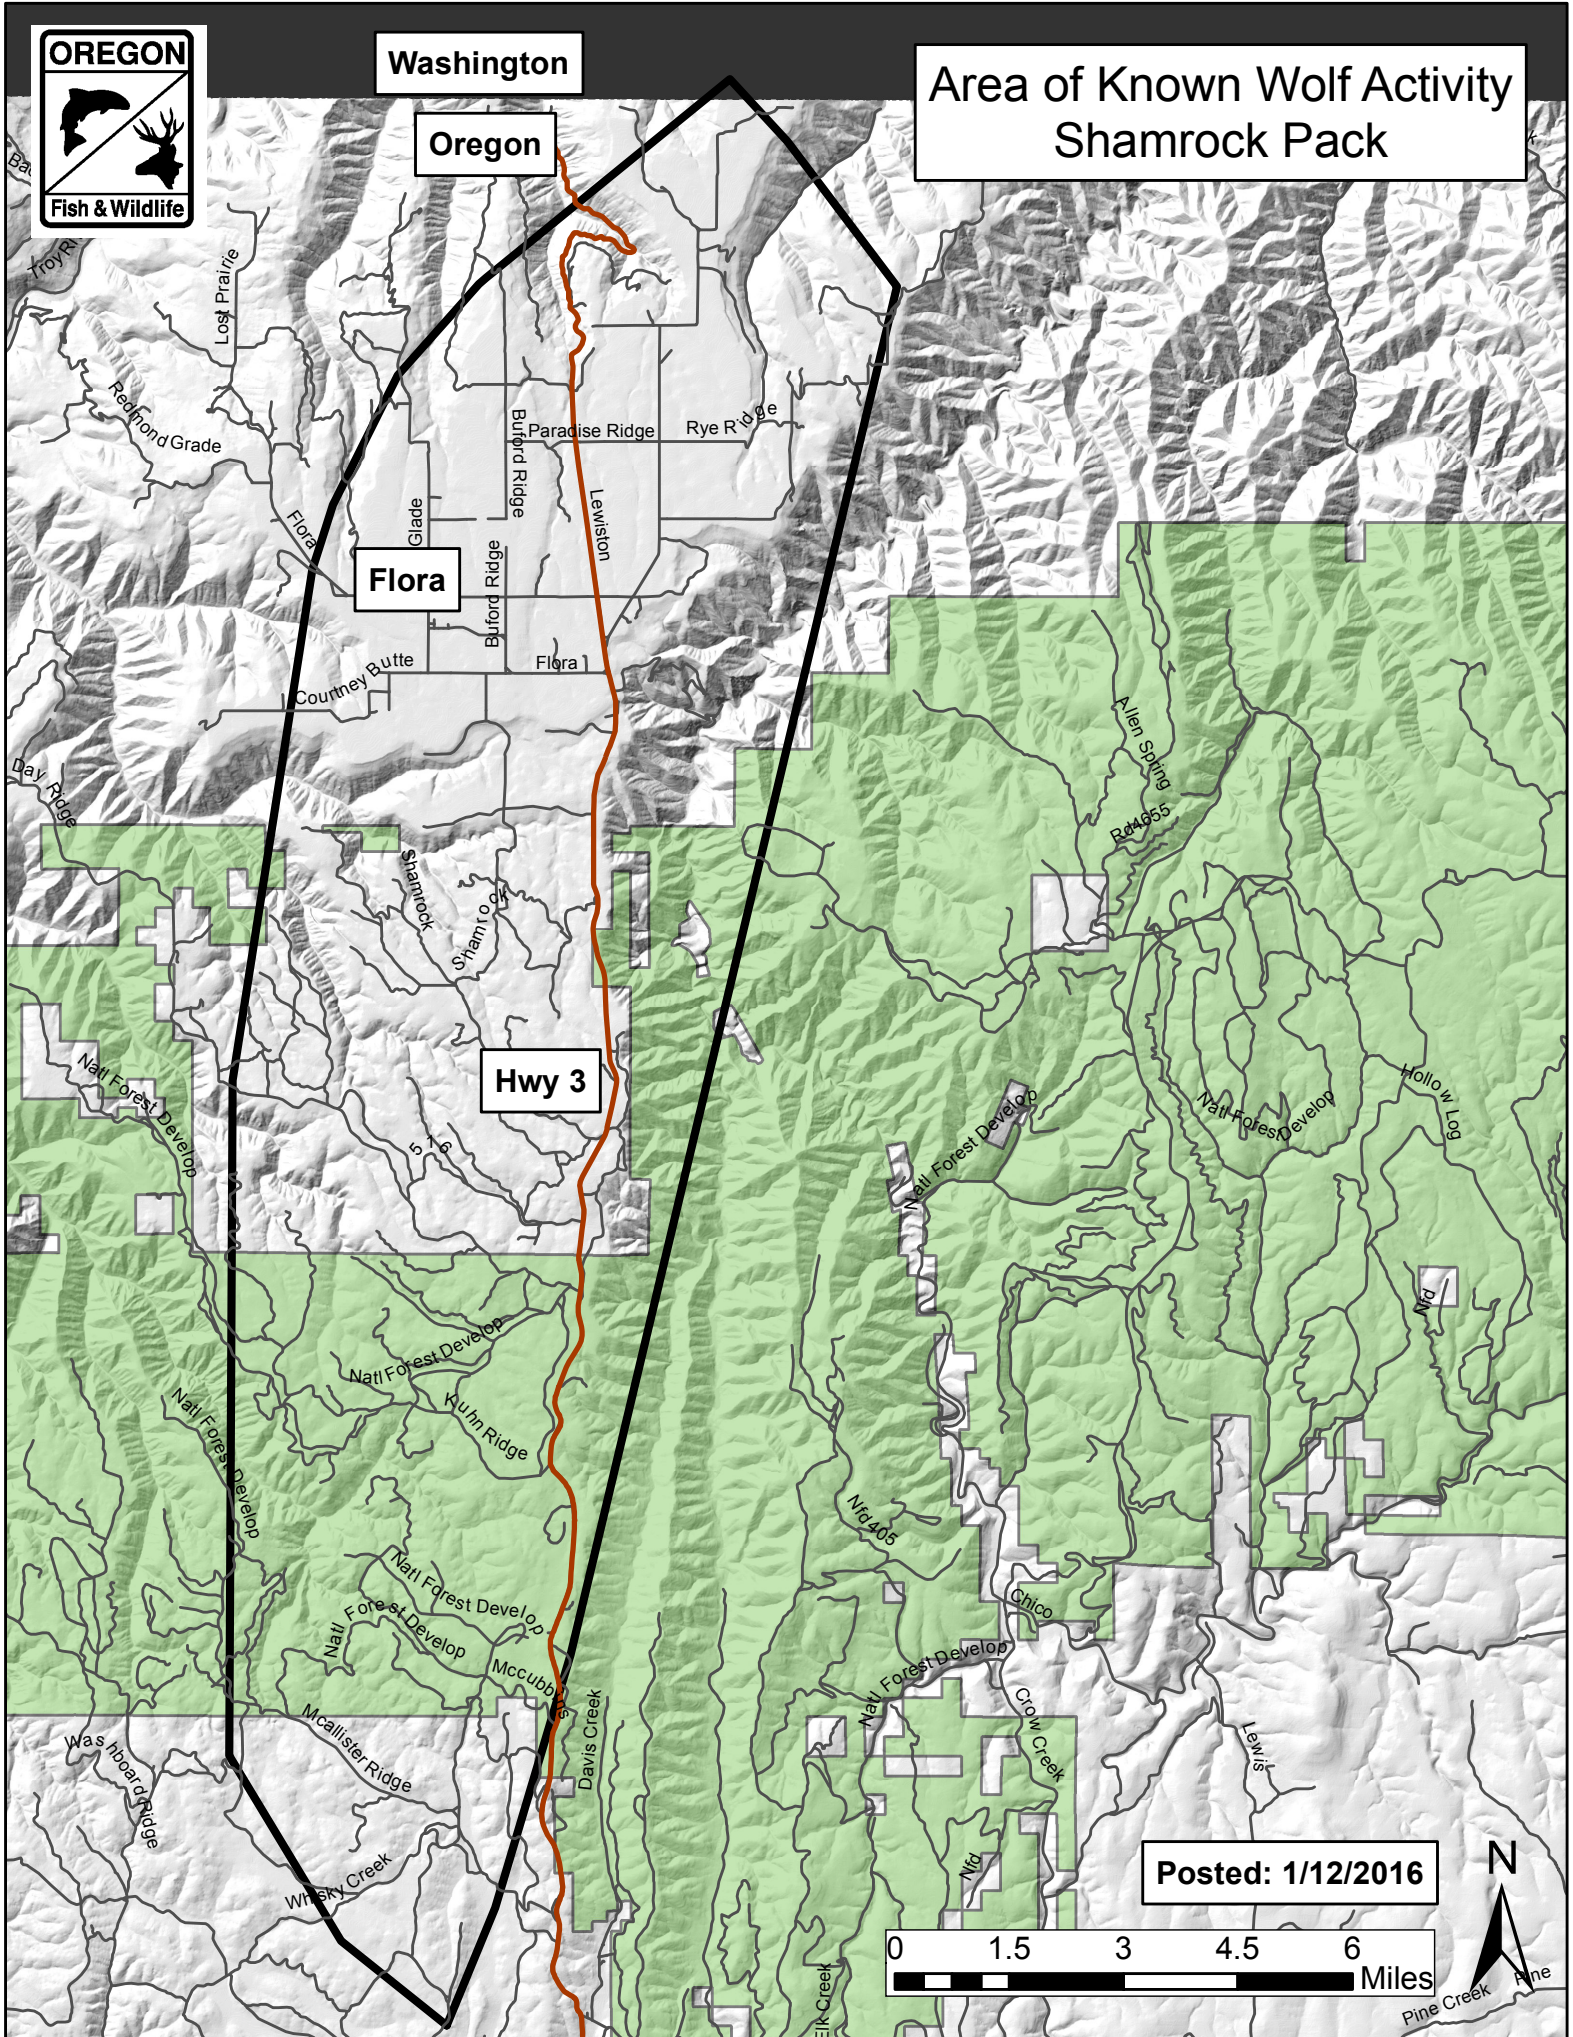 OREGON
Fish & Wildlife
Washington
Oregon
Area of Known Wolf Activity
Shamrock Pack
Lost Prairie
Redmond Grade
Buford Ridge
Paradise Ridge
Rye Ridge
Lewiston
Glade
Flora
Flora
Buford Ridge
Flora
Courtney Butte
Day Ridge
Allen Spring
Rd4655
Shamrock
Shamrock
Hwy 3
Natl Forest Develop
516
Natl Forest Develop
Natl Forest Develop
Hollow Log
Nfd
Natl Forest Develop
Kuhn Ridge
Natl Forest Develop
Nfd405
Natl Forest Develop
Natl Forest Develop
Mccubbins
Chico
Natl Forest Develop
Davis Creek
Crow Creek
Lewis
Mcallister Ridge
Washboard Ridge
Whisky Creek
Nfd
Elk Creek
Posted: 1/12/2016
N
0 1.5 3 4.5 6
Miles
Pine Creek
Pine